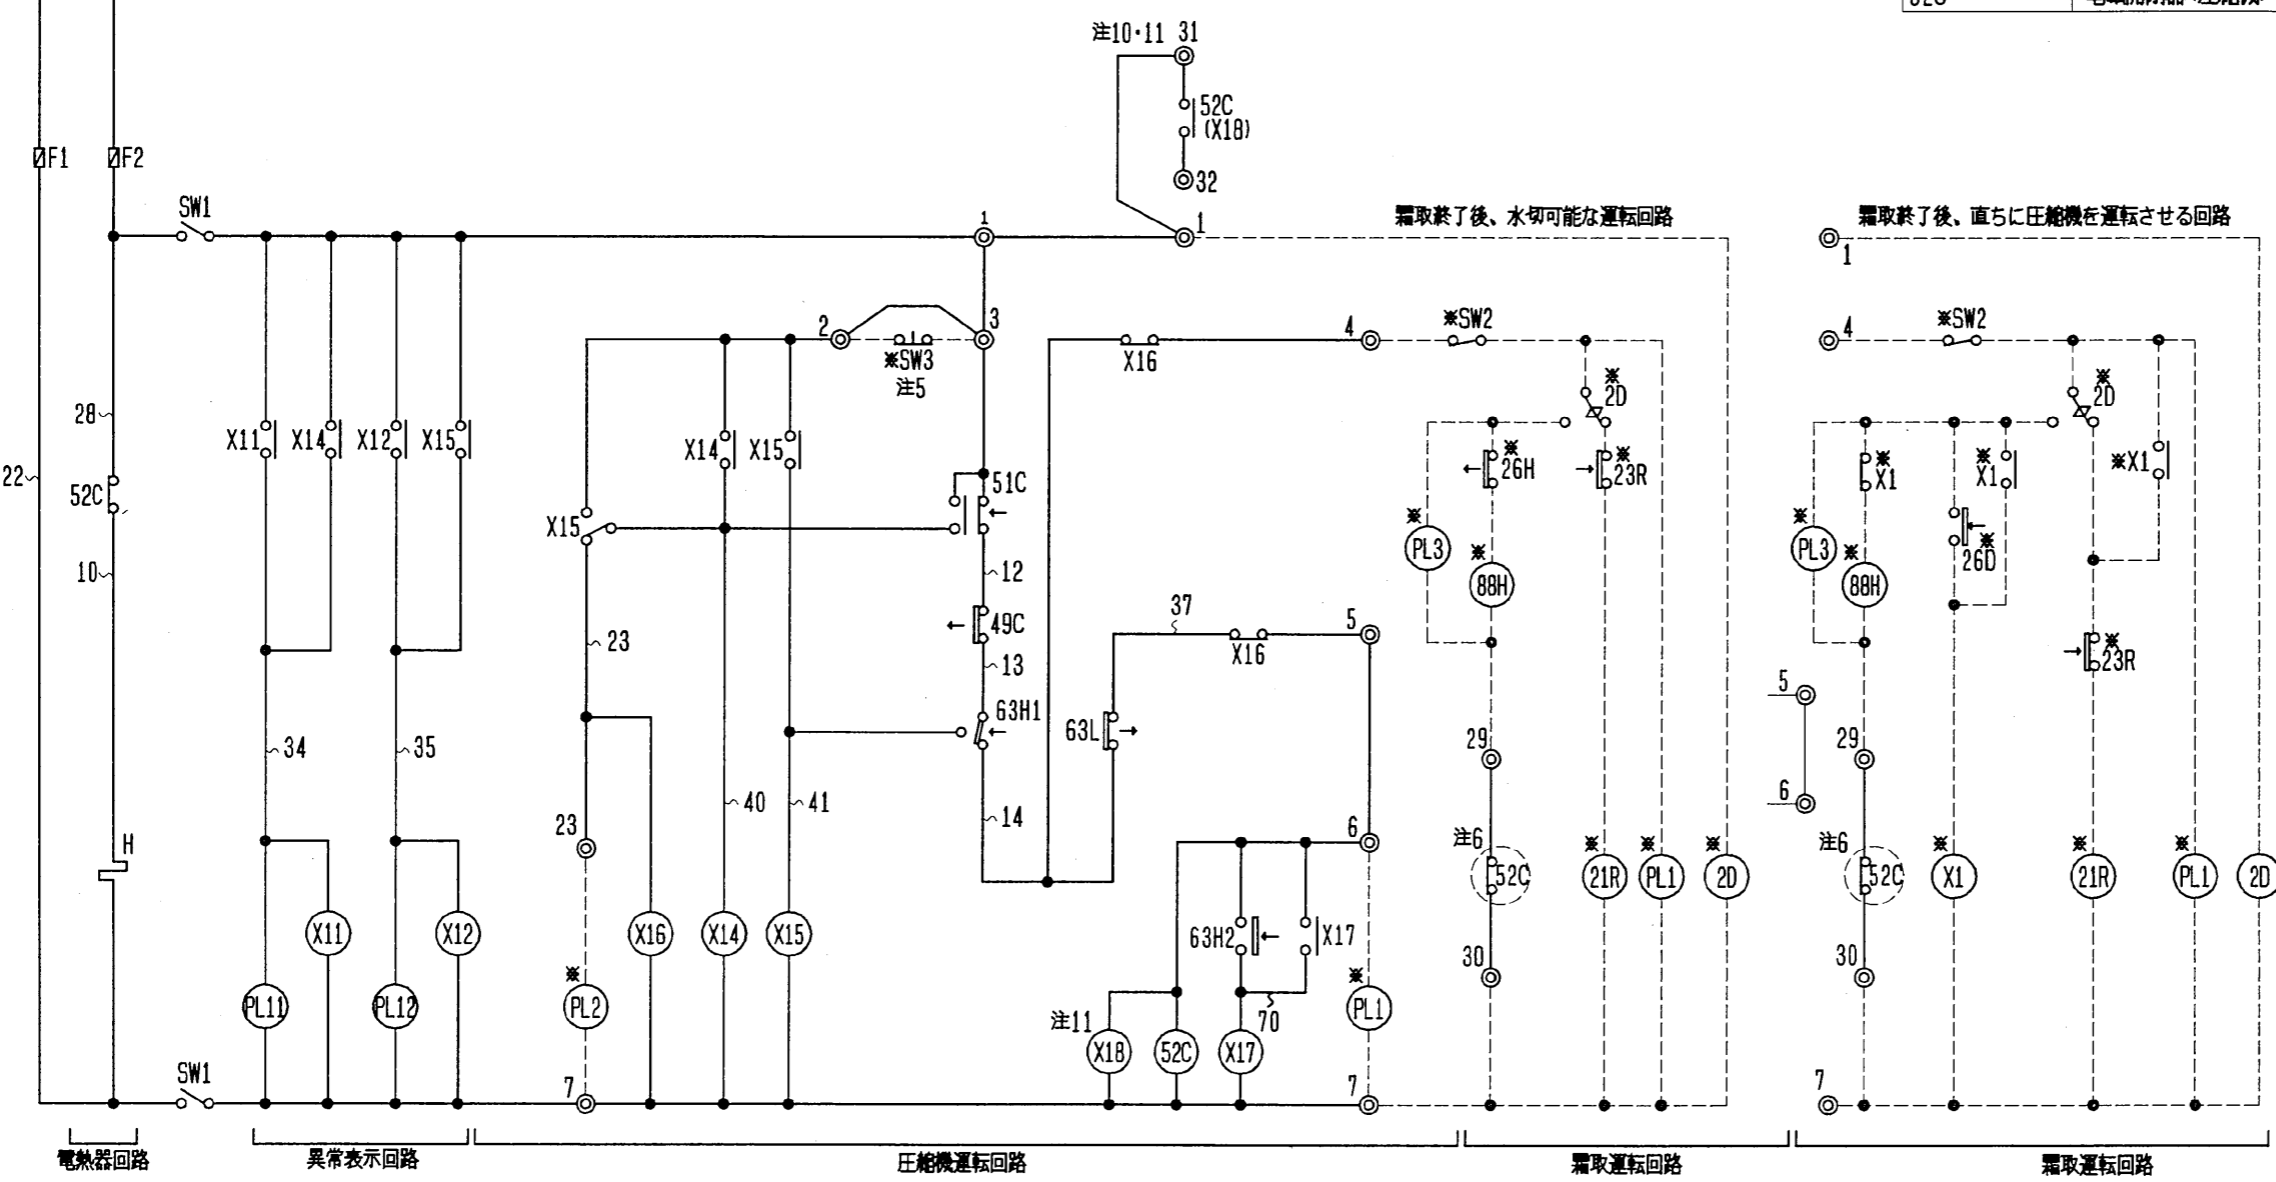 注10・11 31
52C
(X18)
32
F1
F2
SW1
1
1
霜取終了後、水切可能な運転回路
霜取終了後、直ちに圧縮機を運転させる回路
1
2
3
※SW3
注5
X16
4
※SW2
4
※SW2
※
2D
※
2D
28
22
52C
10
X11
X14
X12
X15
X14
X15
51C
X15
12
※
26H
※
23R
※
X1
※
X1
※X1
※
26D
※
PL3
※
88H
※
PL3
※
88H
49C
23
13
37
X16
5
※
23R
63H1
63L
34
35
40
41
14
29
5
29
6
H
23
6
注6
52C
※
21R
※
PL1
※
2D
注6
52C
※
X1
※
21R
※
PL1
2D
X11
X12
X16
X14
X15
63H2
X17
30
30
PL11
PL12
※
PL2
70
※
PL1
注11
X18
52C
X17
SW1
7
7
7
電熱器回路
異常表示回路
圧縮機運転回路
霜取運転回路
霜取運転回路